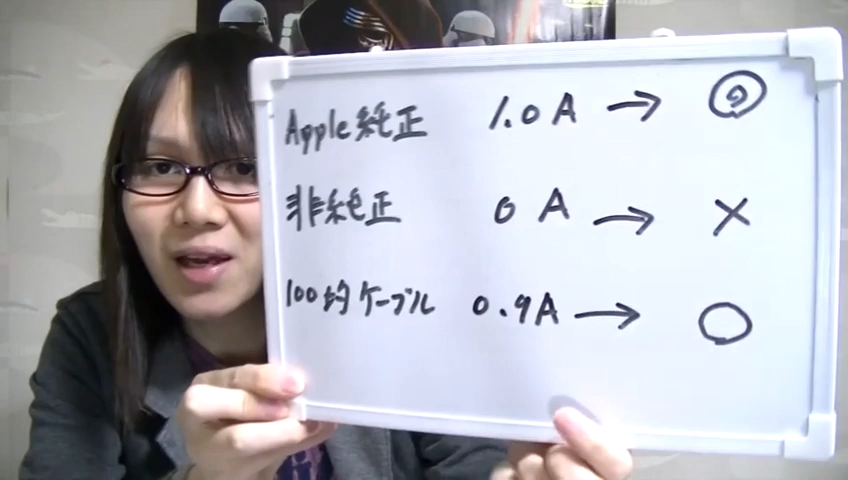 Apple純正 1.0A → ◎
非純正 0A → ×
100均ケーブル 0.9A → ○